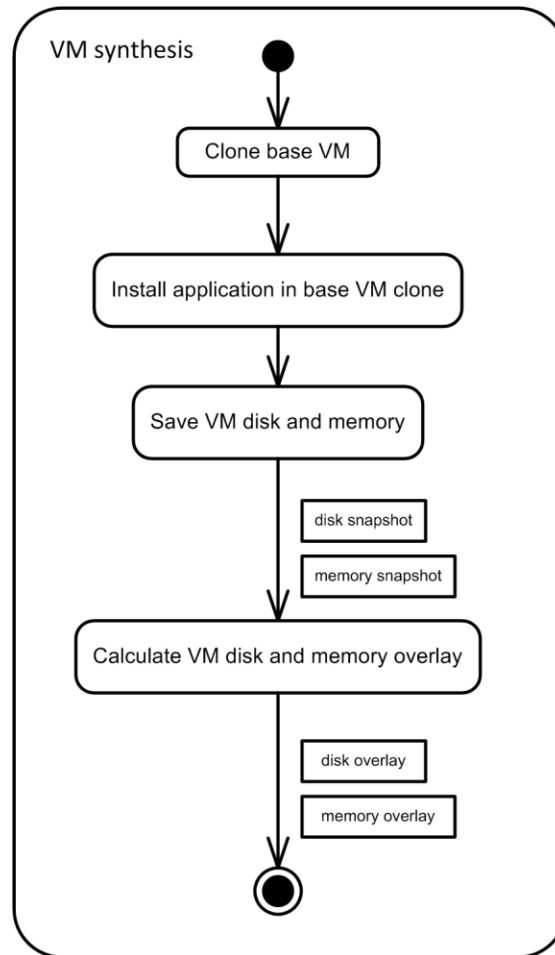 VM synthesis
Clone base VM
Install application in base VM clone
Save VM disk and memory
disk snapshot
memory snapshot
Calculate VM disk and memory overlay
disk overlay
memory overlay